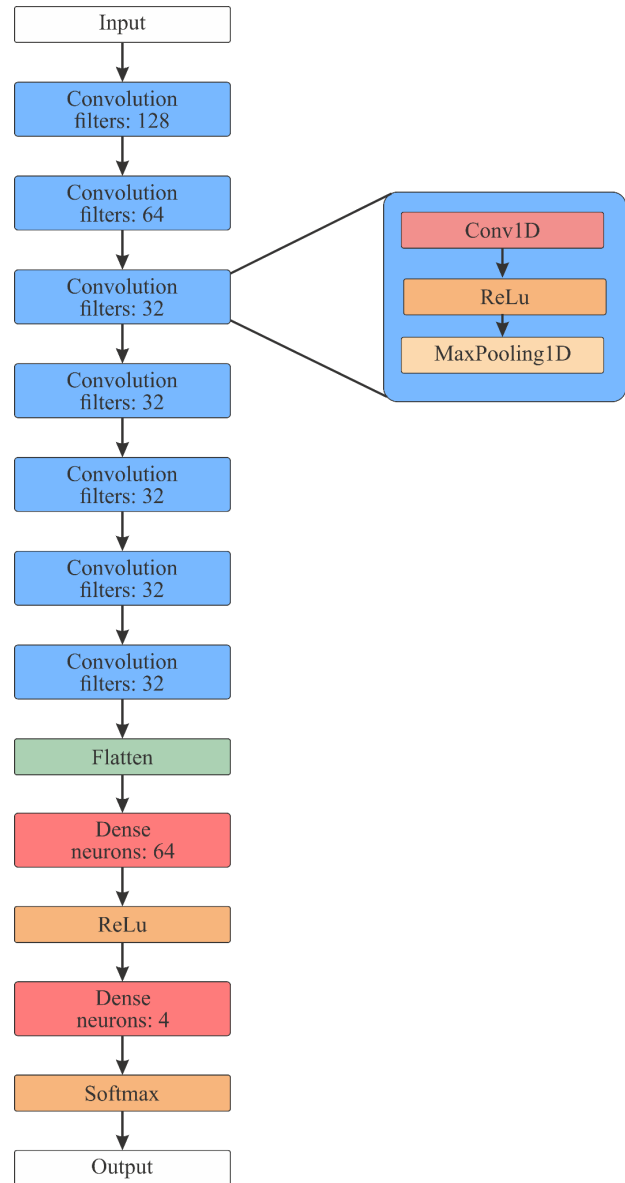 Input
Convolution
filters: 128
Convolution
filters: 64
Convolution
filters: 32
Conv1D
ReLu
MaxPooling1D
Convolution
filters: 32
Convolution
filters: 32
Convolution
filters: 32
Convolution
filters: 32
Flatten
Dense
neurons: 64
ReLu
Dense
neurons: 4
Softmax
Output